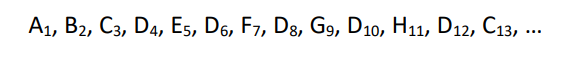 A₁, B₂, C₃, D₄, E₅, D₆, F₇, D₈, G₉, D₁₀, H₁₁, D₁₂, C₁₃, ...